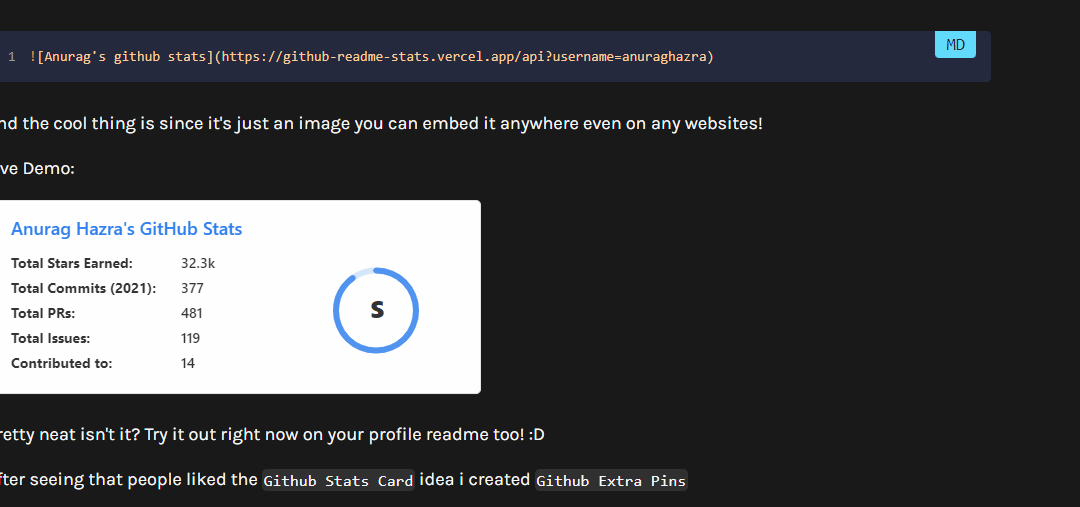 MD
1 ![Anurag's github stats](https://github-readme-stats.vercel.app/api?username=anuraghazra)
nd the cool thing is since it's just an image you can embed it anywhere even on any websites!
ve Demo:
Anurag Hazra's GitHub Stats
Total Stars Earned: 32.3k
Total Commits (2021): 377
Total PRs: 481
Total Issues: 119
Contributed to: 14
S
retty neat isn't it? Try it out right now on your profile readme too! :D
fter seeing that people liked the Github Stats Card idea i created Github Extra Pins